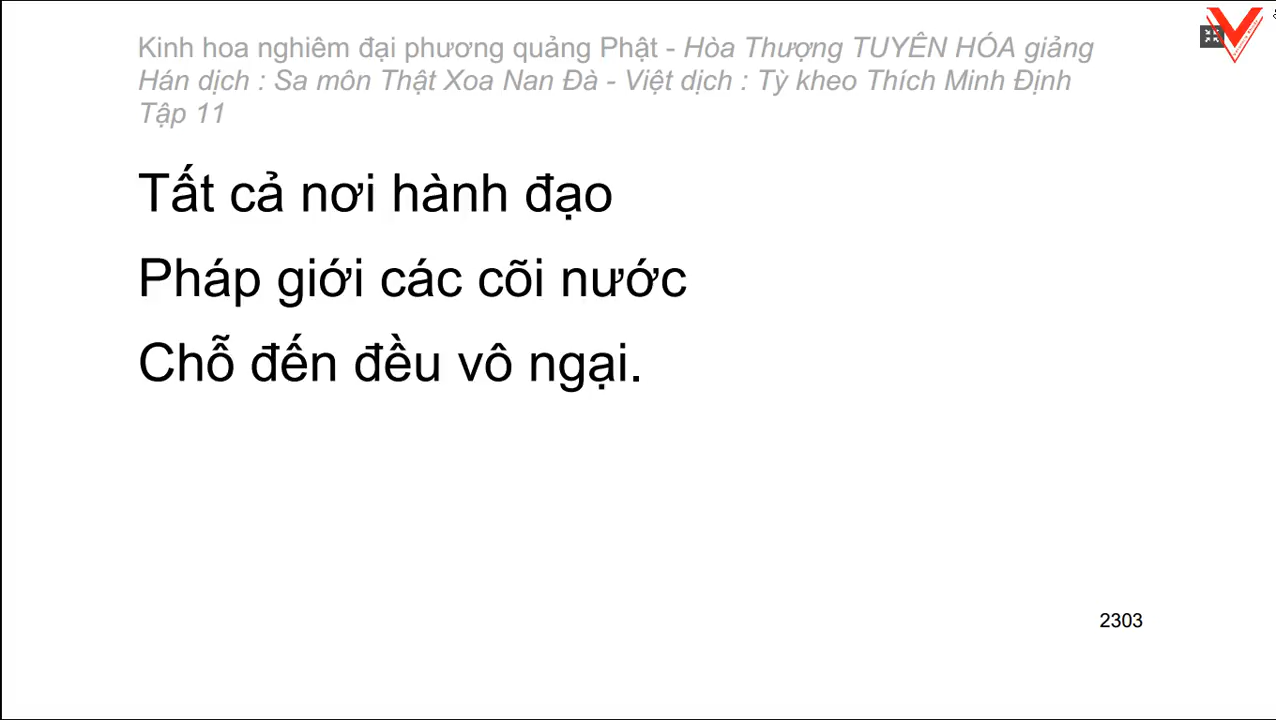 Kinh hoa nghiêm đại phương quảng Phật - Hòa Thượng TUYÊN HÓA giảng
Hán dịch : Sa môn Thật Xoa Nan Đà - Việt dịch : Tỳ kheo Thích Minh Định
Tập 11
Tất cả nơi hành đạo
Pháp giới các cõi nước
Chỗ đến đều vô ngại.
2303